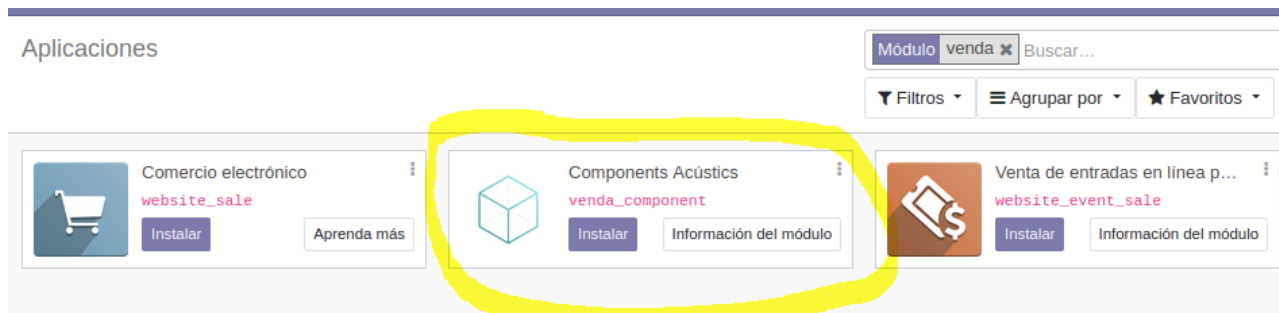 Aplicaciones
Módulo venda ✖ Buscar...
Filtros
Agrupar por
Favoritos
Comercio electrónico
website_sale
Instalar
Aprenda más
Components Acústics
venda_component
Instalar
Información del módulo
Venta de entradas en línea p...
website_event_sale
Instalar
Información del módulo